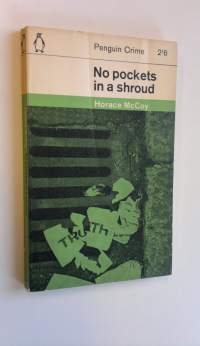 Penguin Crime 2'6
No pockets
in a shroud
Horace McCoy
TRUTH